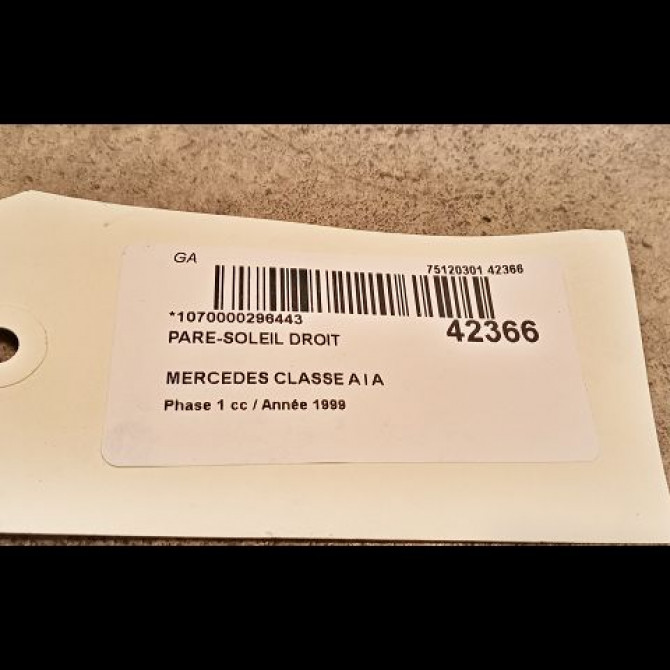 GA
75120301 42366
*1070000296443
42366
PARE-SOLEIL DROIT
MERCEDES CLASSE A I A
Phase 1 cc / Année 1999